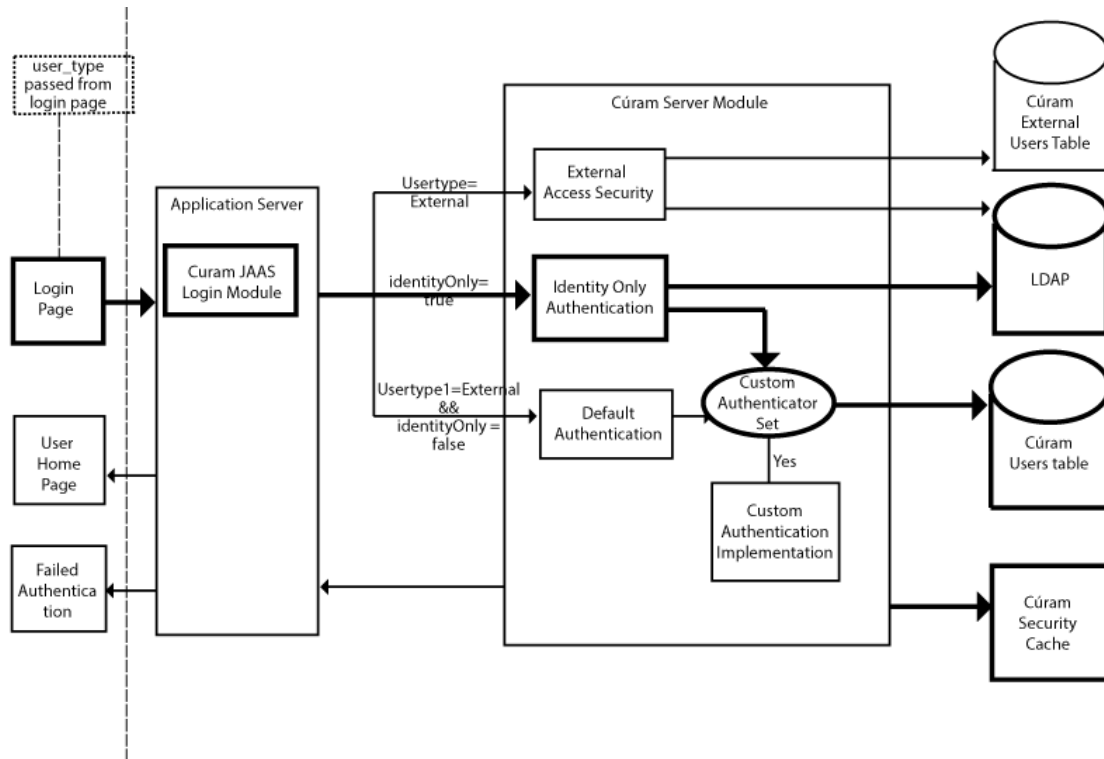 user_type
passed from
login page
Login
Page
User
Home
Page
Failed
Authentica
tion
Application Server
Curam JAAS
Login Module
Usertype=
External
identityOnly=
true
Usertype1=External
&&
identityOnly =
false
Cúram Server Module
External
Access Security
Identity Only
Authentication
Default
Authentication
Custom
Authenticator
Set
Yes
Custom
Authentication
Implementation
Cúram
External
Users Table
LDAP
Cúram
Users table
Cúram
Security
Cache